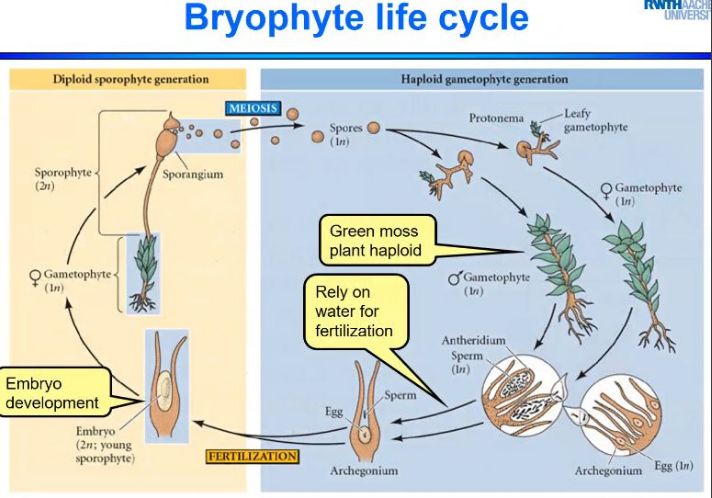 Bryophyte life cycle
RWTHAACHE
UNIVERSI
Diploid sporophyte generation
Haploid gametophyte generation
MEIOSIS
Spores
(1n)
Protonema
Leafy
gametophyte
Sporophyte
(2n)
Sporangium
♀ Gametophyte
(1n)
Green moss
plant haploid
♂ Gametophyte
(1n)
♀ Gametophyte
(1n)
Rely on
water for
fertilization
Antheridium
Sperm
(1n)
Embryo
development
Sperm
Egg
Embryo
(2n; young
sporophyte)
FERTILIZATION
Archegonium
Archegonium
Egg (1n)